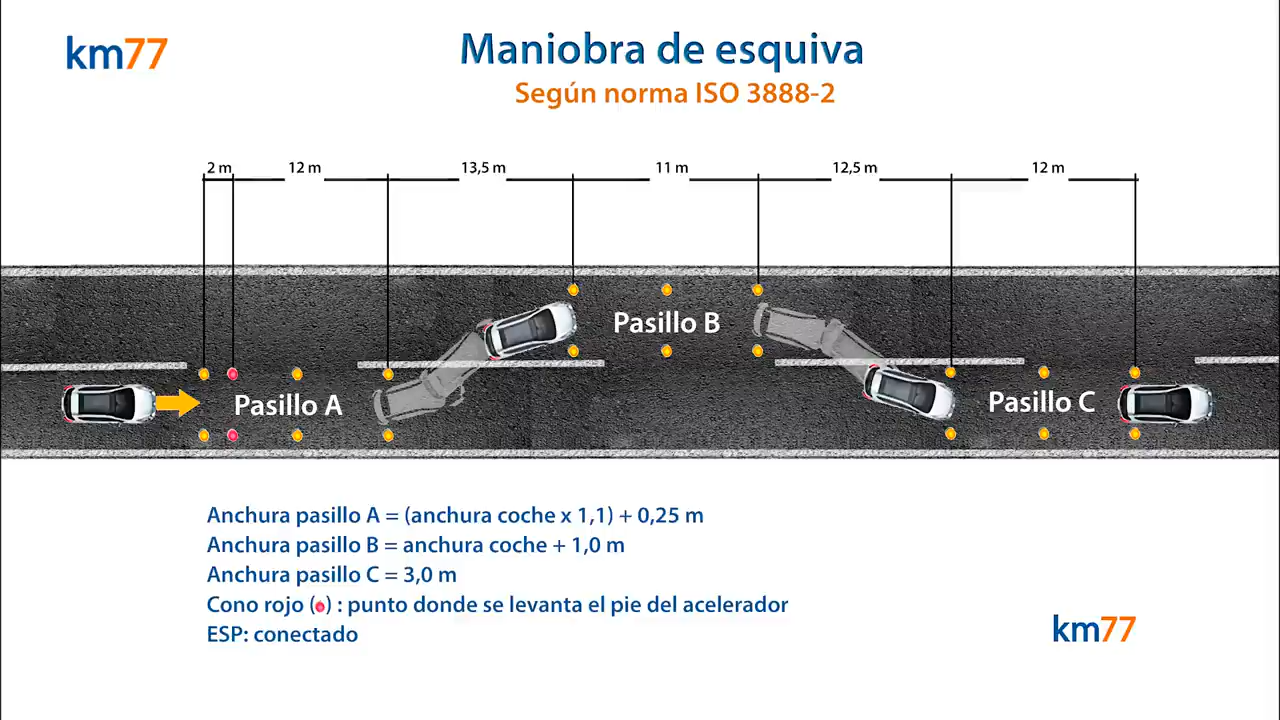 km77
Maniobra de esquiva
Según norma ISO 3888-2
2 m 12 m 13,5 m 11 m 12,5 m 12 m
Pasillo B
Pasillo A
Pasillo C
Anchura pasillo A = (anchura coche x 1,1) + 0,25 m
Anchura pasillo B = anchura coche + 1,0 m
Anchura pasillo C = 3,0 m
Cono rojo ( ) : punto donde se levanta el pie del acelerador
ESP: conectado
km77